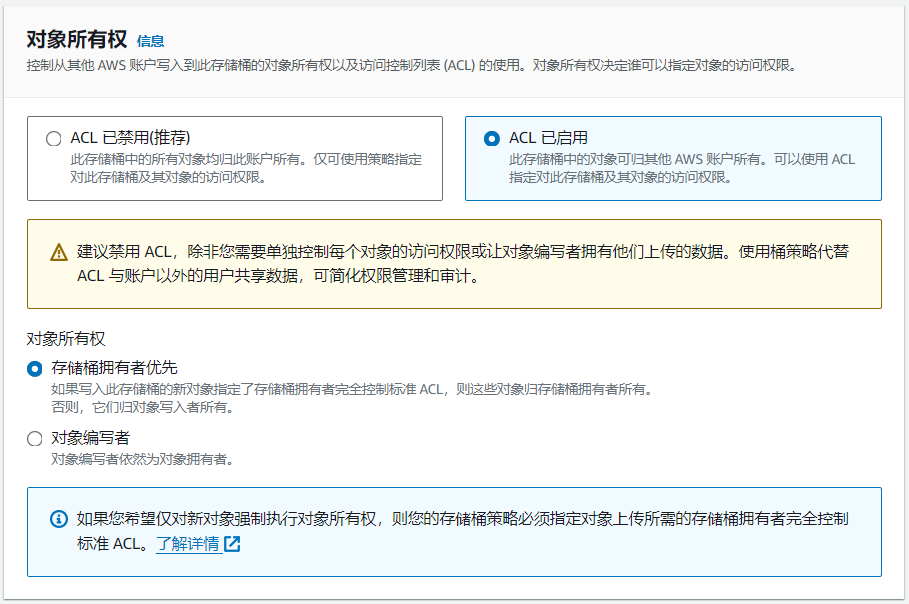 对象所有权 信息
控制从其他 AWS 账户写入到此存储桶的对象所有权以及访问控制列表 (ACL) 的使用。对象所有权决定谁可以指定对象的访问权限。
ACL 已禁用(推荐)
此存储桶中的所有对象均归此账户所有。仅可使用策略指定
对此存储桶及其对象的访问权限。
ACL 已启用
此存储桶中的对象可归其他 AWS 账户所有。可以使用 ACL
指定对此存储桶及其对象的访问权限。
建议禁用 ACL，除非您需要单独控制每个对象的访问权限或让对象编写者拥有他们上传的数据。使用桶策略代替
ACL 与账户以外的用户共享数据，可简化权限管理和审计。
对象所有权
存储桶拥有者优先
如果写入此存储桶的新对象指定了存储桶拥有者完全控制标准 ACL，则这些对象归存储桶拥有者所有。
否则，它们归对象写入者所有。
对象编写者
对象编写者依然为对象拥有者。
如果您希望仅对新对象强制执行对象所有权，则您的存储桶策略必须指定对象上传所需的存储桶拥有者完全控制
标准 ACL。了解详情